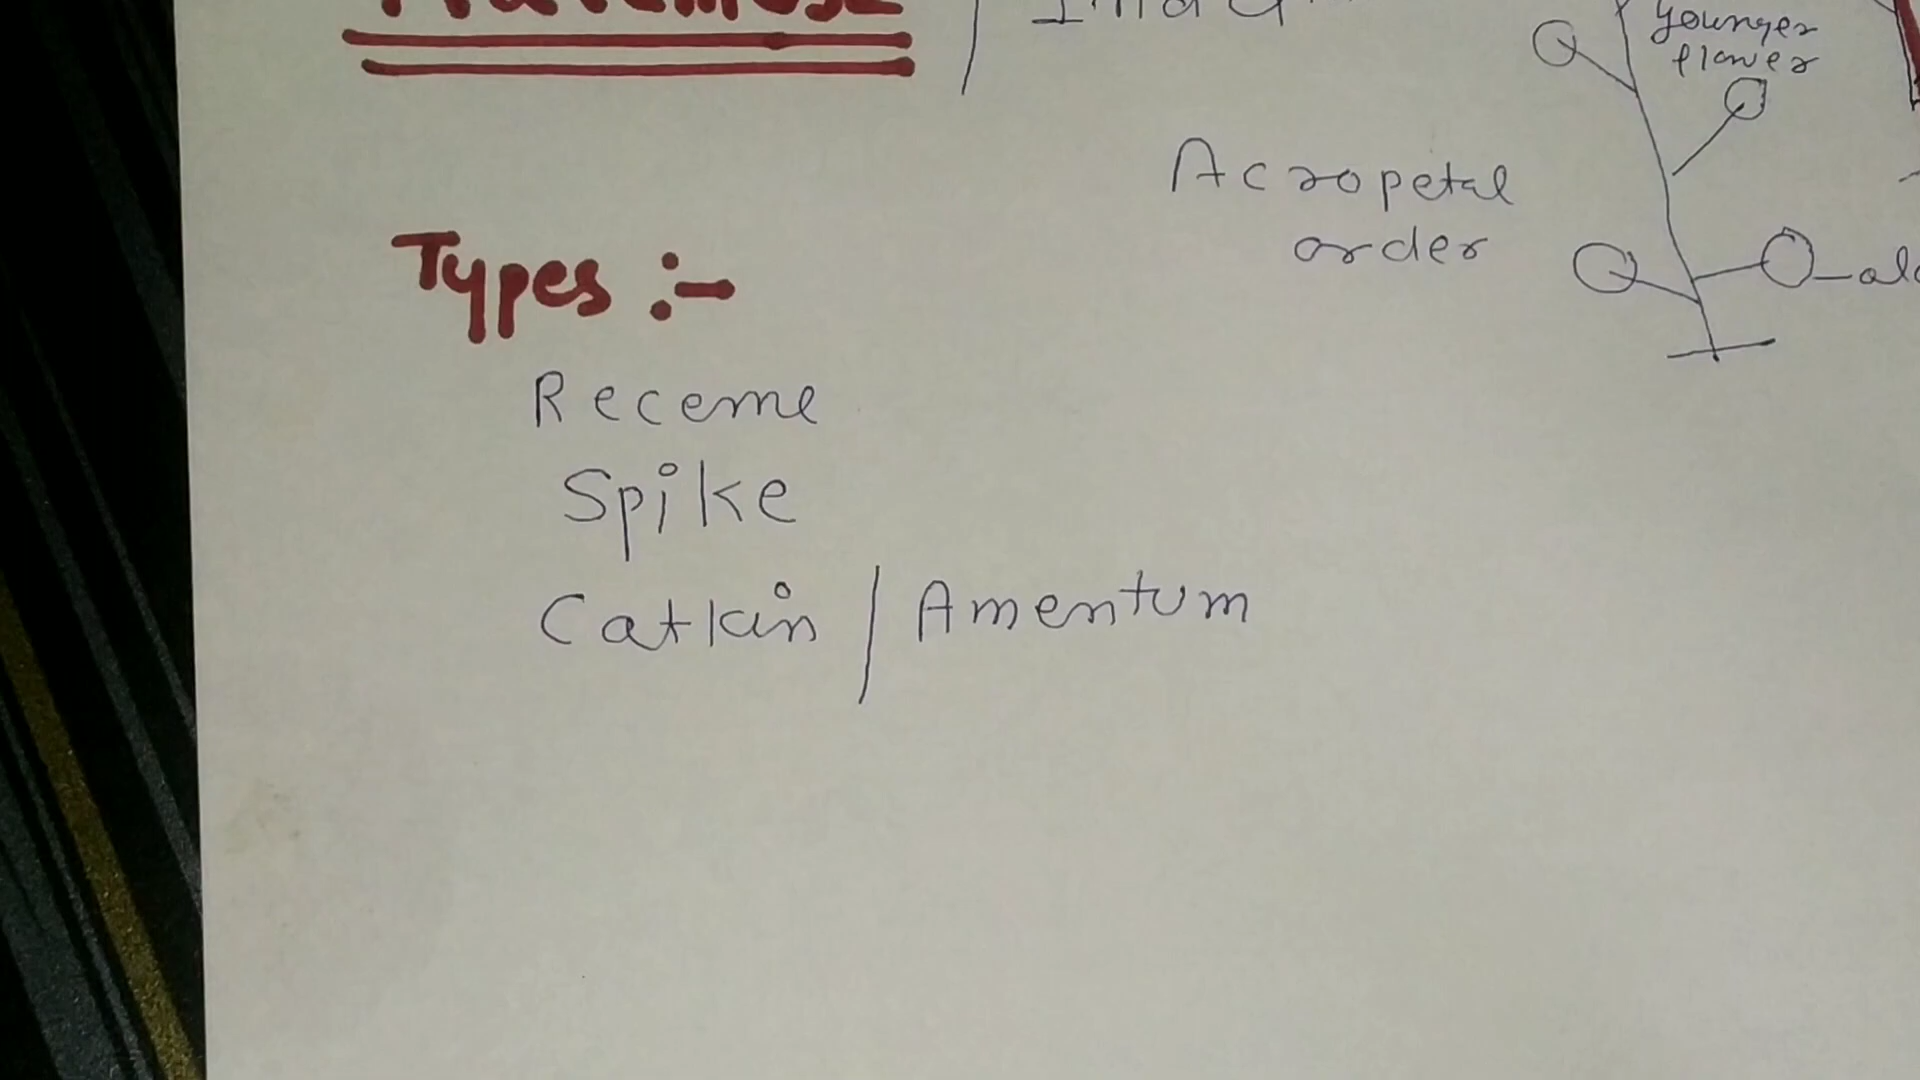 younger
flower
Acropetal
order
Types :-
Receme
Spike
Catkin / Amentum